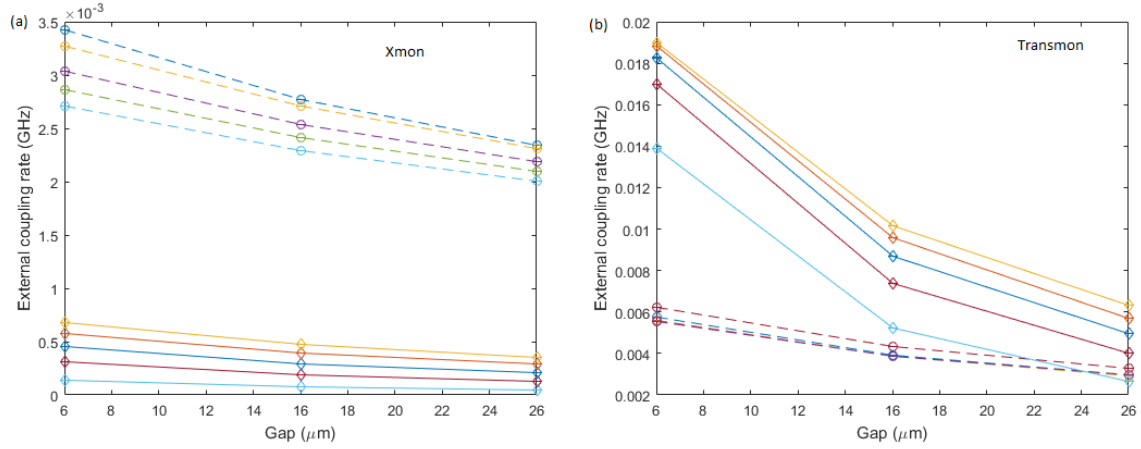 (a)
×10⁻³
Xmon
External coupling rate (GHz)
3.5
3
2.5
2
1.5
1
0.5
0
6 8 10 12 14 16 18 20 22 24 26
Gap (μm)
(b)
Transmon
External coupling rate (GHz)
0.02
0.018
0.016
0.014
0.012
0.01
0.008
0.006
0.004
0.002
6 8 10 12 14 16 18 20 22 24 26
Gap (μm)